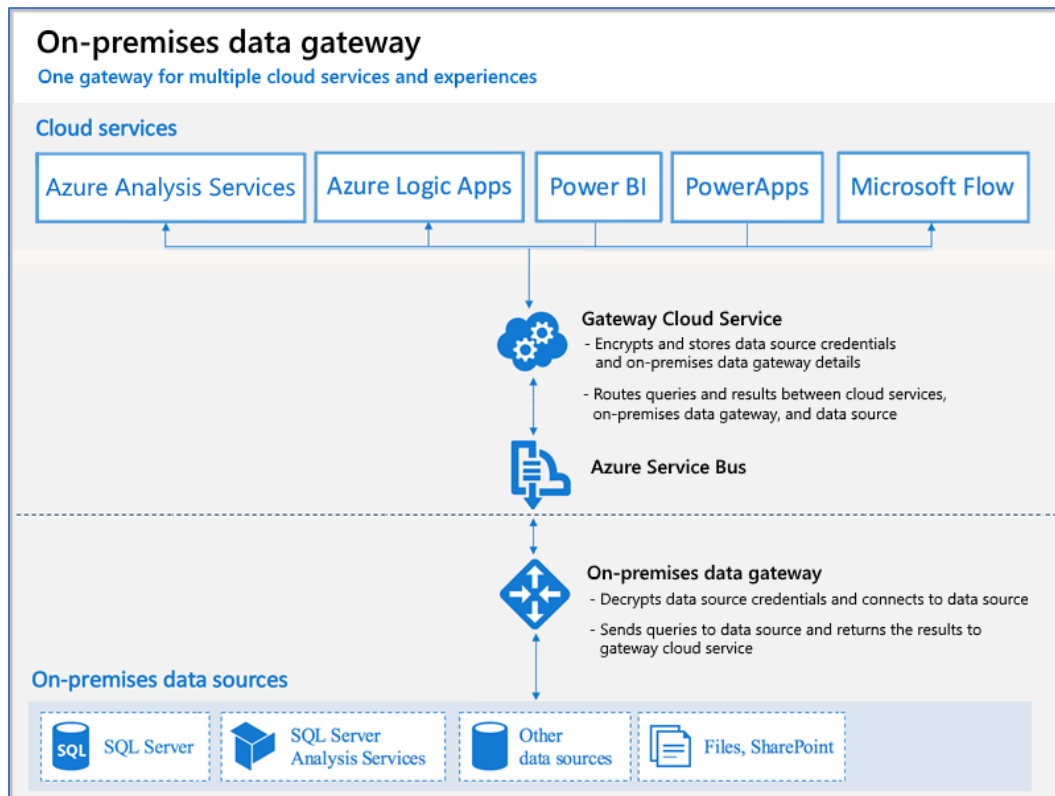 On-premises data gateway
One gateway for multiple cloud services and experiences
Cloud services
Azure Analysis Services
Azure Logic Apps
Power BI
PowerApps
Microsoft Flow
Gateway Cloud Service
- Encrypts and stores data source credentials
and on-premises data gateway details
- Routes queries and results between cloud services,
on-premises data gateway, and data source
Azure Service Bus
On-premises data gateway
- Decrypts data source credentials and connects to data source
- Sends queries to data source and returns the results to
gateway cloud service
On-premises data sources
SQL
SQL Server
SQL Server
Analysis Services
Other
data sources
Files, SharePoint